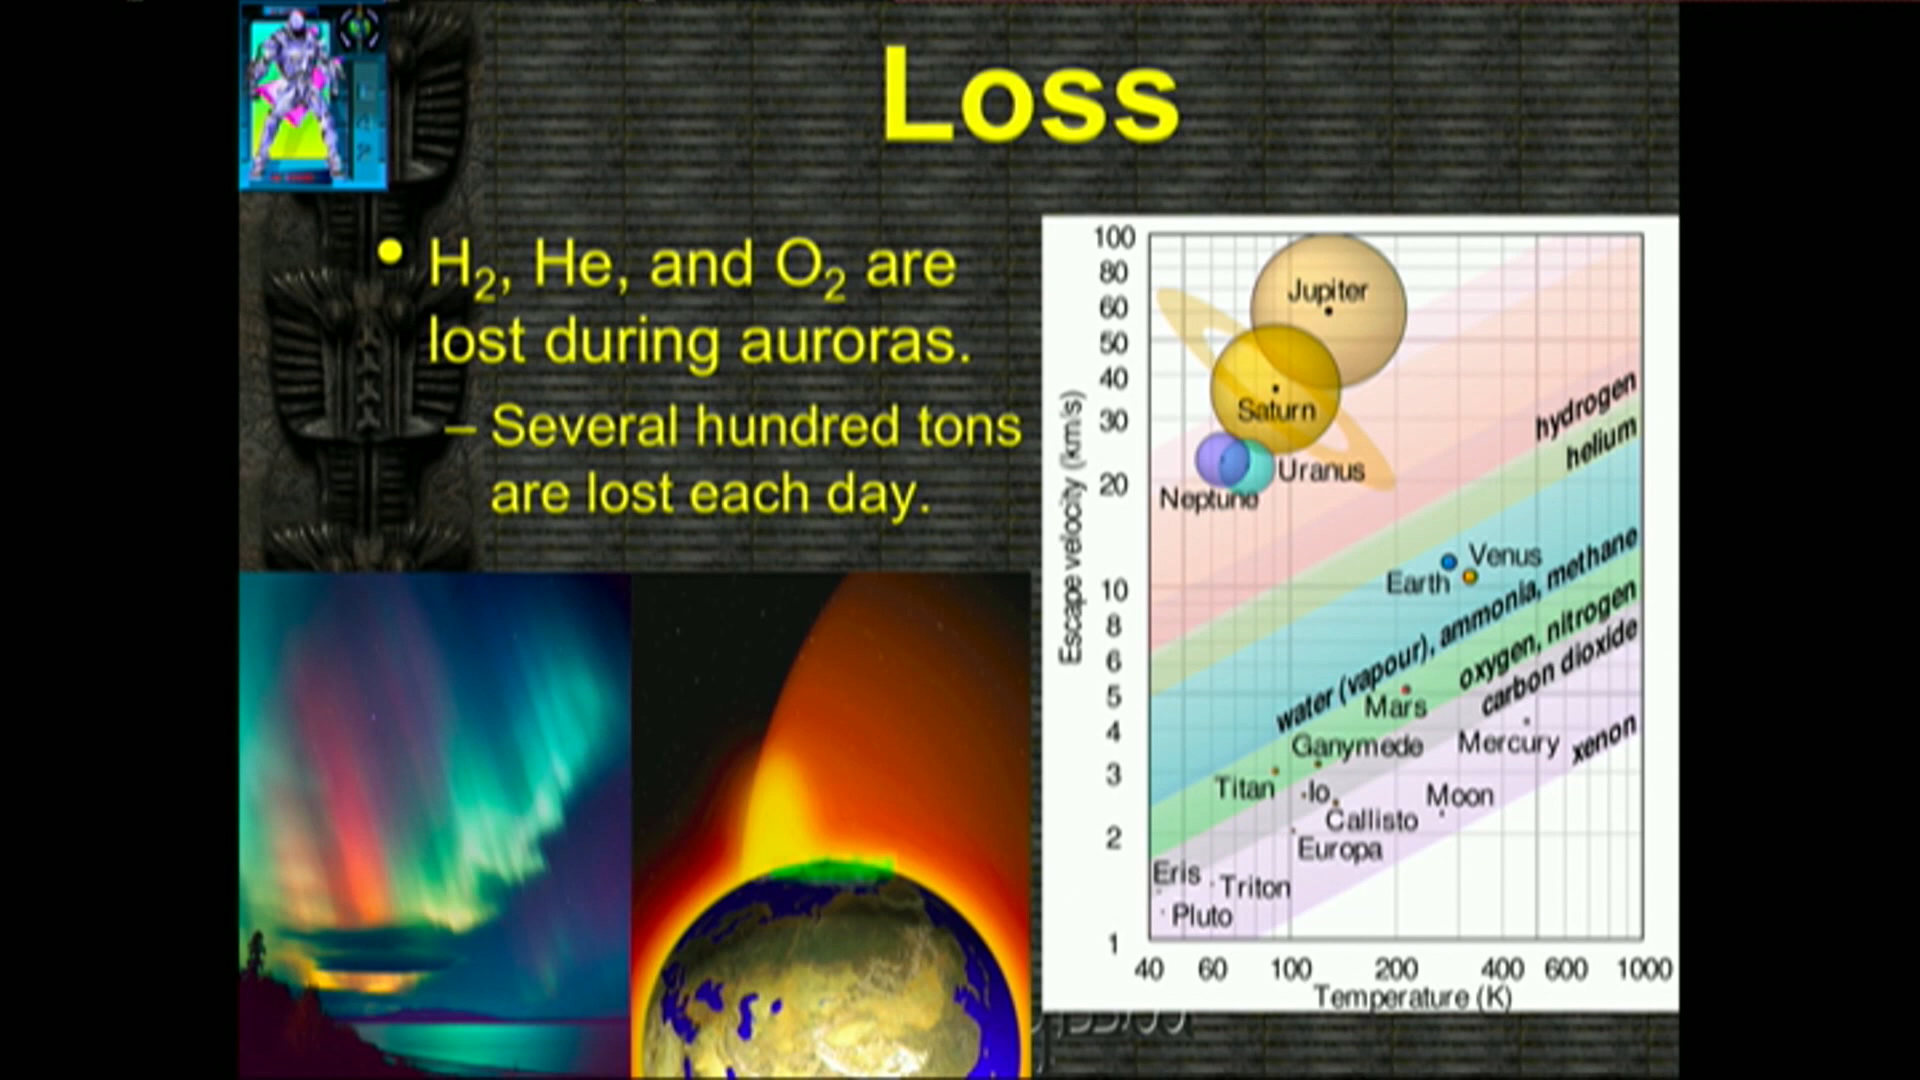 Loss
• H₂, He, and O₂ are
lost during auroras.
– Several hundred tons
are lost each day.
100
80
60
50
40
30
20
10
8
6
5
4
3
2
1
Escape velocity (km/s)
Jupiter
Saturn
Uranus
Neptune
hydrogen
helium
Venus
Earth
water (vapour), ammonia, methane
oxygen, nitrogen
carbon dioxide
Mars
Ganymede
Mercury
xenon
Titan
Io
Moon
Callisto
Europa
Eris
Triton
Pluto
40 60 100 200 400 600 1000
Temperature (K)